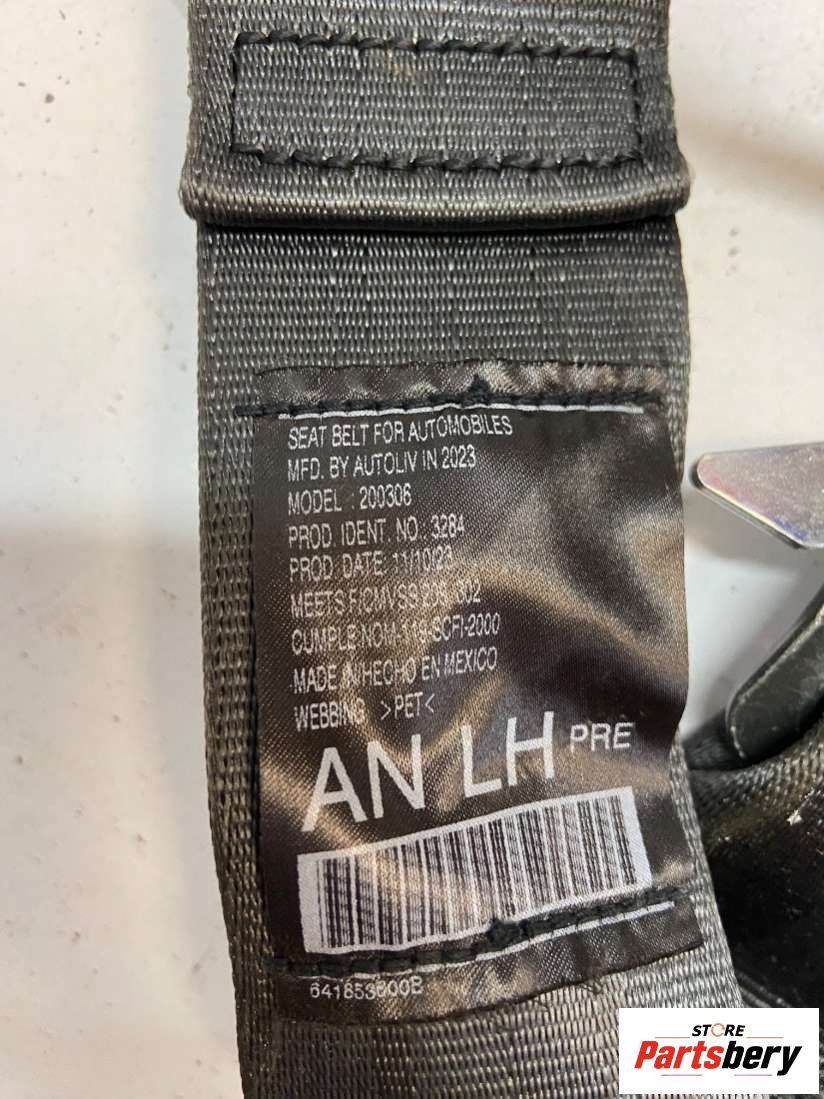 SEAT BELT FOR AUTOMOBILES
MFD. BY AUTOLIV IN 2023
MODEL : 200306
PROD. IDENT. NO. 3284
PROD. DATE: 11/10/23
MEETS F/CMVSS 209, 302
CUMPLE NOM-119-SCFI-2000
MADE IN/HECHO EN MEXICO
WEBBING >PET<
AN LH PRE
STORE
Partsbery